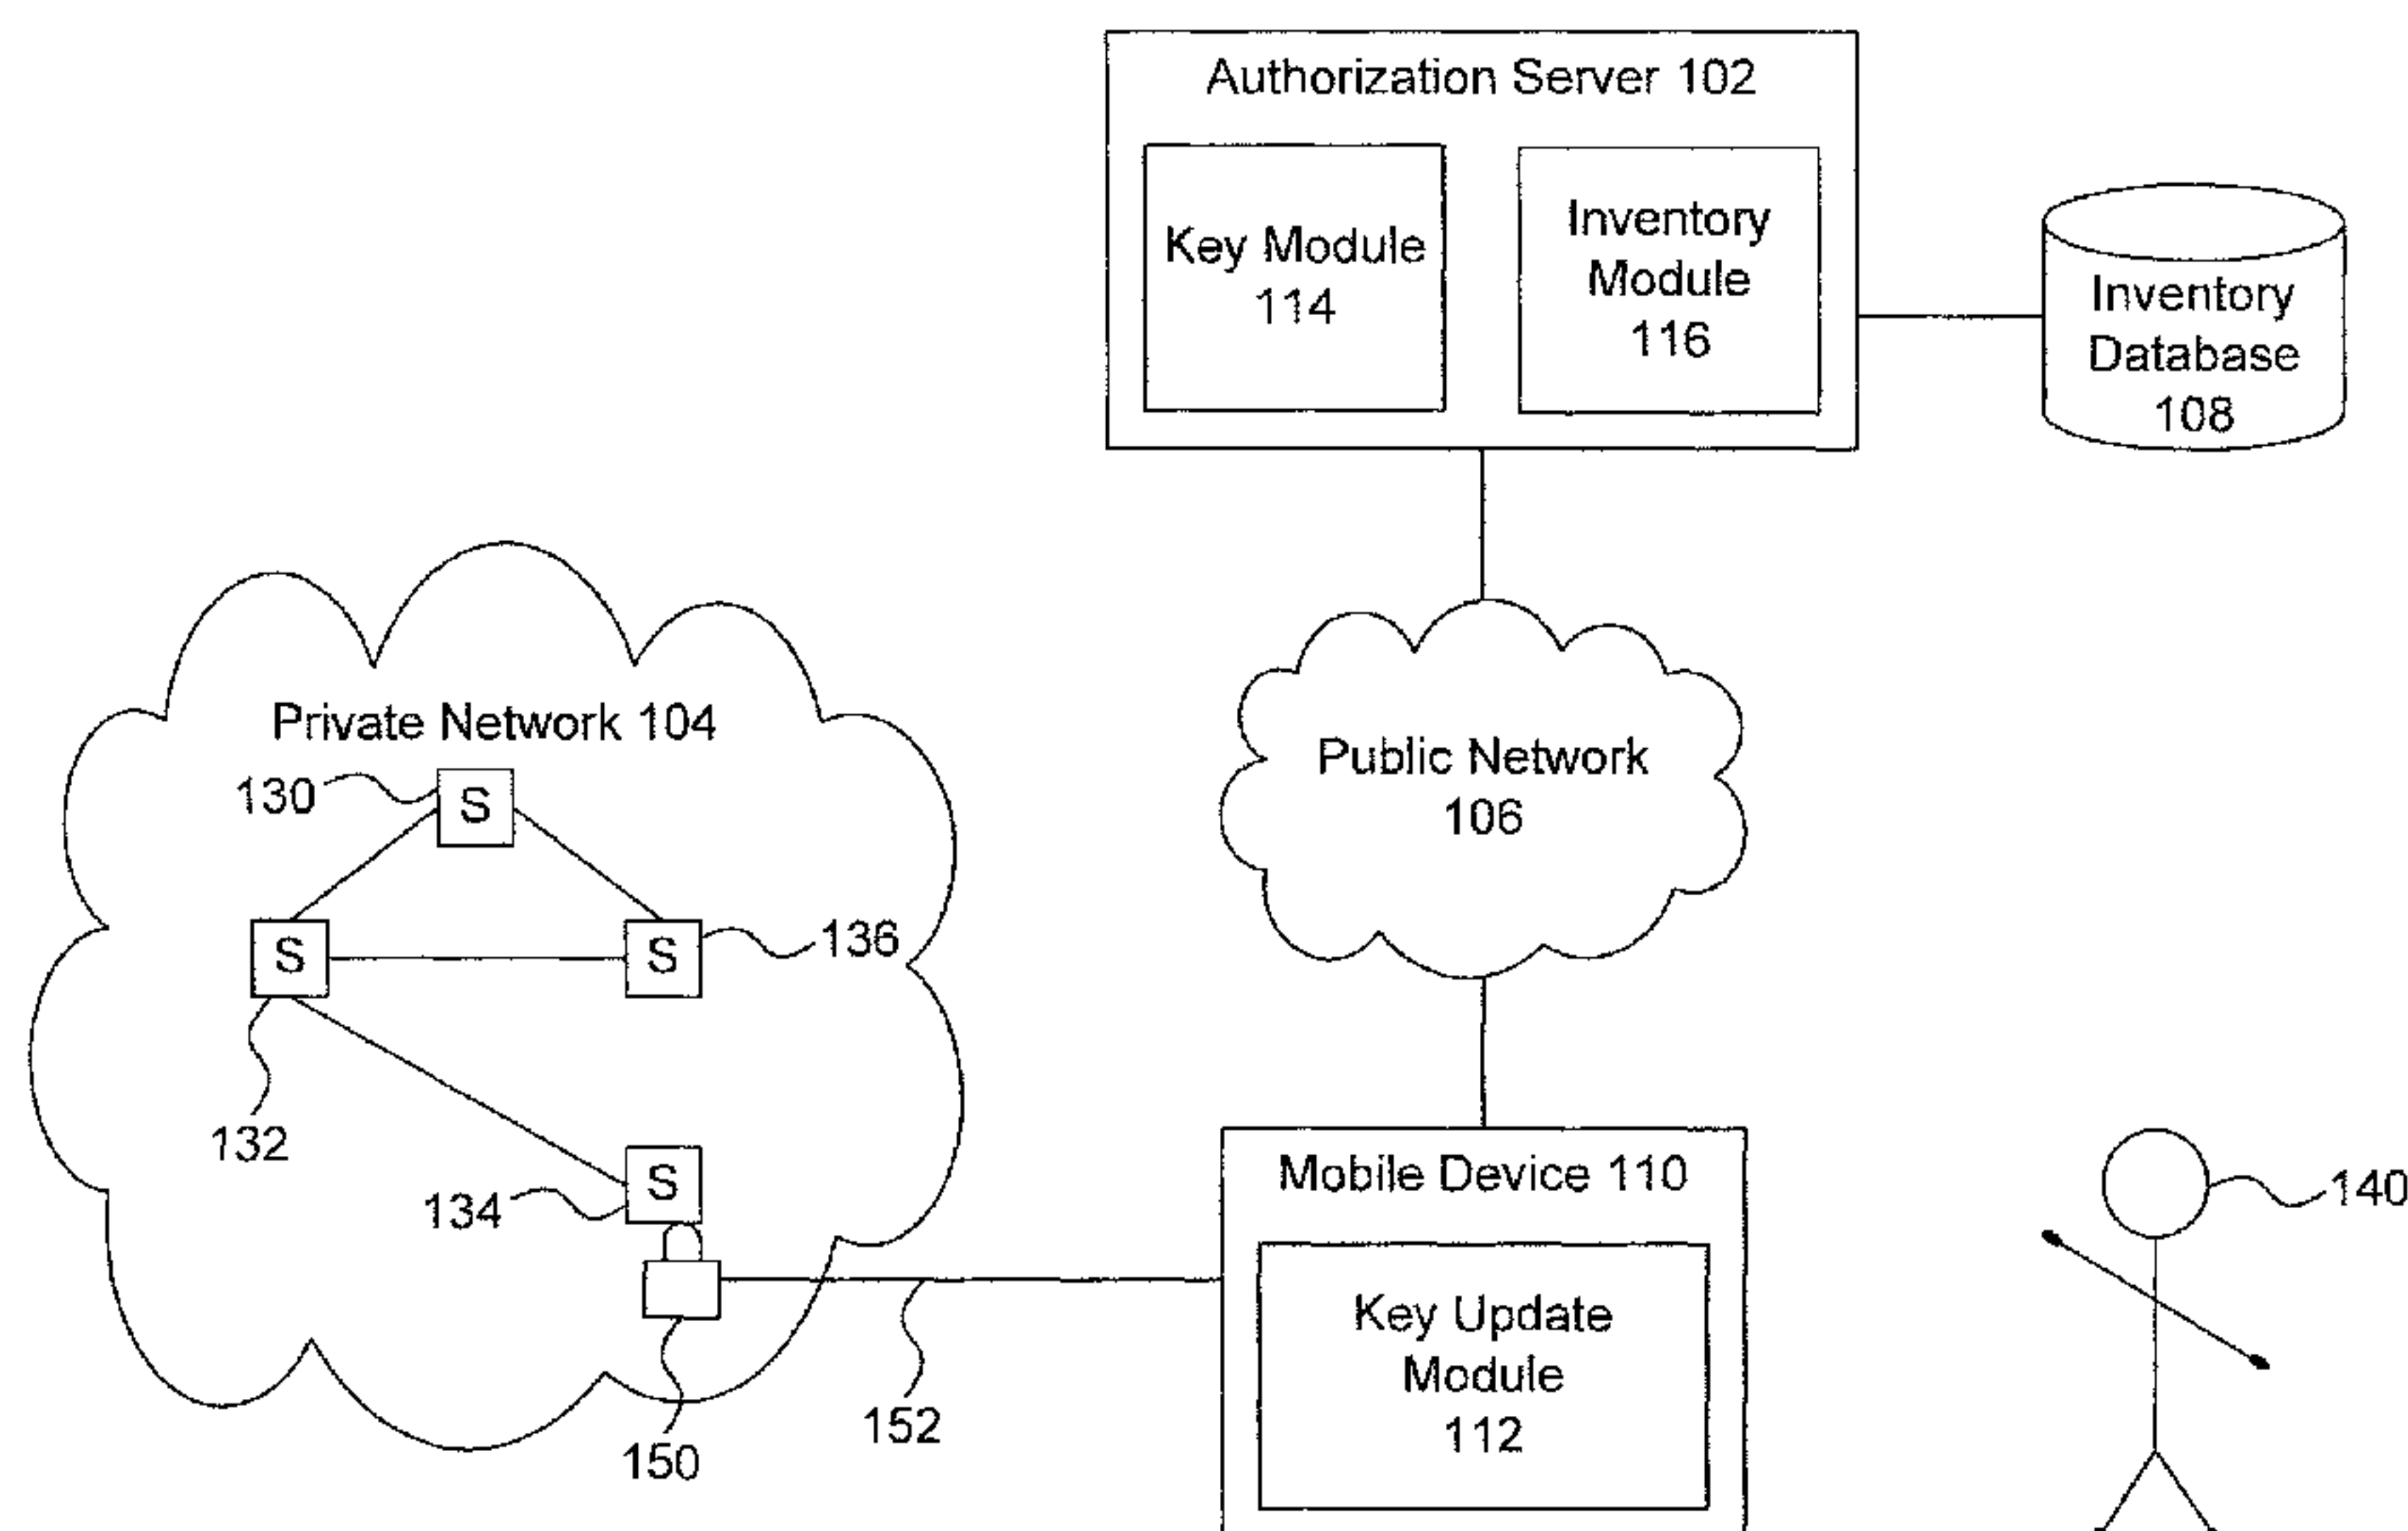 Authorization Server 102
Key Module
114
Inventory
Module
116
Inventory
Database
108
Private Network 104
130
S
Public Network
106
S
S
136
132
S
134
Mobile Device 110
140
Key Update
Module
112
152
150